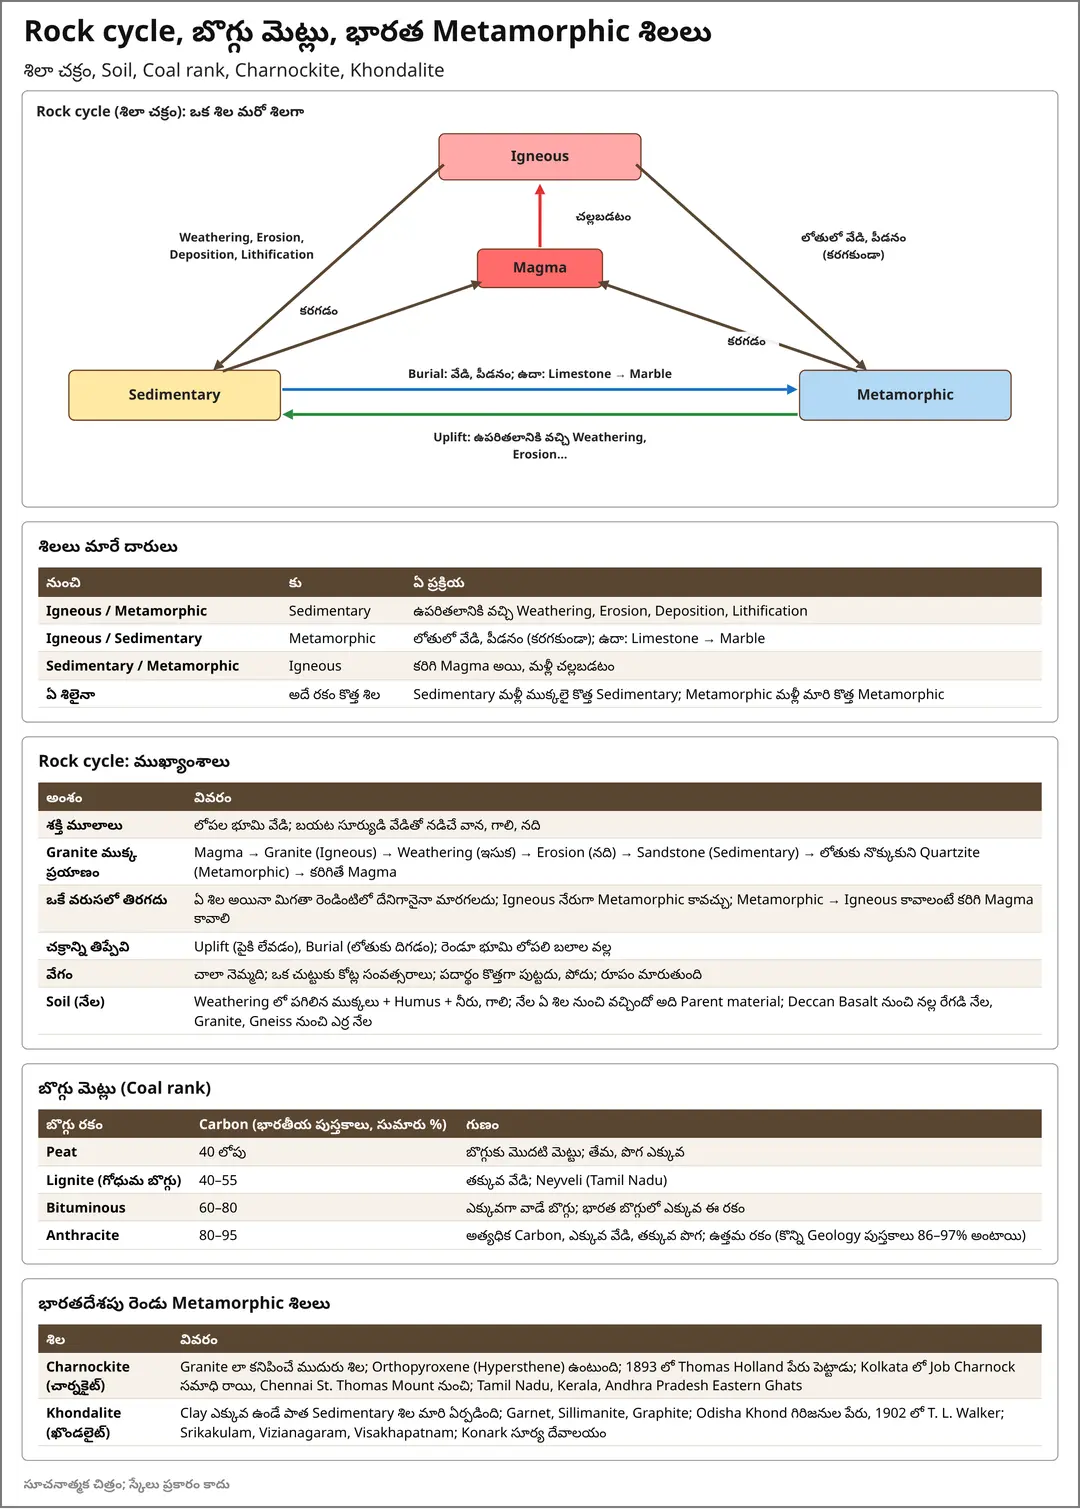 Rock cycle, బొగ్గు మెట్లు, భారత Metamorphic శిలలు
శిలా చక్రం, Soil, Coal rank, Charnockite, Khondalite
Rock cycle (శిలా చక్రం): ఒక శిల మరో శిలగా
Igneous
చల్లబడటం
Weathering, Erosion,
Deposition, Lithification
లోతులో వేడి, పీడనం
(కరగకుండా)
Magma
కరగడం
కరగడం
Burial: వేడి, పీడనం; ఉదా: Limestone → Marble
Sedimentary
Metamorphic
Uplift: ఉపరితలానికి వచ్చి Weathering,
Erosion...
శిలలు మారే దారులు
నుంచి కు ఏ ప్రక్రియ
Igneous / Metamorphic Sedimentary ఉపరితలానికి వచ్చి Weathering, Erosion, Deposition, Lithification
Igneous / Sedimentary Metamorphic లోతులో వేడి, పీడనం (కరగకుండా); ఉదా: Limestone → Marble
Sedimentary / Metamorphic Igneous కరిగి Magma అయి, మళ్లీ చల్లబడటం
ఏ శిలైనా అదే రకం కొత్త శిల Sedimentary మళ్లీ ముక్కలై కొత్త Sedimentary; Metamorphic మళ్లీ మారి కొత్త Metamorphic
Rock cycle: ముఖ్యాంశాలు
అంశం వివరం
శక్తి మూలాలు లోపల భూమి వేడి; బయట సూర్యుడి వేడితో నడిచే వాన, గాలి, నది
Granite ముక్క ప్రయాణం Magma → Granite (Igneous) → Weathering (ఇసుక) → Erosion (నది) → Sandstone (Sedimentary) → లోతుకు నొక్కుకుని Quartzite
(Metamorphic) → కరిగితే Magma
ఒకే వరుసలో తిరగదు ఏ శిల అయినా మిగతా రెండింటిలో దేనిగానైనా మారగలదు; Igneous నేరుగా Metamorphic కావచ్చు; Metamorphic → Igneous కావాలంటే కరిగి Magma
కావాలి
చక్రాన్ని తిప్పేవి Uplift (పైకి లేవడం), Burial (లోతుకు దిగడం); రెండూ భూమి లోపలి బలాల వల్ల
వేగం చాలా నెమ్మది; ఒక చుట్టుకు కోట్ల సంవత్సరాలు; పదార్థం కొత్తగా పుట్టదు, పోదు; రూపం మారుతుంది
Soil (నేల) Weathering లో పగిలిన ముక్కలు + Humus + నీరు, గాలి; నేల ఏ శిల నుంచి వచ్చిందో అది Parent material; Deccan Basalt నుంచి నల్ల రేగడి నేల,
Granite, Gneiss నుంచి ఎర్ర నేల
బొగ్గు మెట్లు (Coal rank)
బొగ్గు రకం Carbon (భారతీయ పుస్తకాలు, సుమారు %) గుణం
Peat 40 లోపు బొగ్గుకు మొదటి మెట్టు; తేమ, పొగ ఎక్కువ
Lignite (గోధుమ బొగ్గు) 40–55 తక్కువ వేడి; Neyveli (Tamil Nadu)
Bituminous 60–80 ఎక్కువగా వాడే బొగ్గు; భారత బొగ్గులో ఎక్కువ ఈ రకం
Anthracite 80–95 అత్యధిక Carbon, ఎక్కువ వేడి, తక్కువ పొగ; ఉత్తమ రకం (కొన్ని Geology పుస్తకాలు 86–97% అంటాయి)
భారతదేశపు రెండు Metamorphic శిలలు
శిల వివరం
Charnockite Granite లా కనిపించే ముదురు శిల; Orthopyroxene (Hypersthene) ఉంటుంది; 1893 లో Thomas Holland పేరు పెట్టాడు; Kolkata లో Job Charnock
(చార్నకైట్) సమాధి రాయి, Chennai St. Thomas Mount నుంచి; Tamil Nadu, Kerala, Andhra Pradesh Eastern Ghats
Khondalite Clay ఎక్కువ ఉండే పాత Sedimentary శిల మారి ఏర్పడింది; Garnet, Sillimanite, Graphite; Odisha Khond గిరిజనుల పేరు, 1902 లో T. L. Walker;
(ఖొండలైట్) Srikakulam, Vizianagaram, Visakhapatnam; Konark సూర్య దేవాలయం
సూచనాత్మక చిత్రం; స్కేలు ప్రకారం కాదు